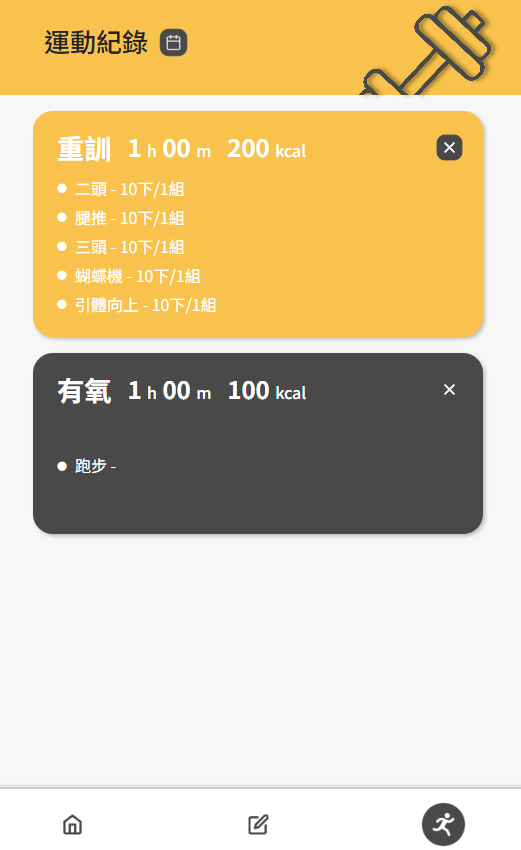 運動紀錄
重訓 1 h 00 m 200 kcal
二頭 - 10下/1組
腿推 - 10下/1組
三頭 - 10下/1組
蝴蝶機 - 10下/1組
引體向上 - 10下/1組
有氧 1 h 00 m 100 kcal
跑步 -